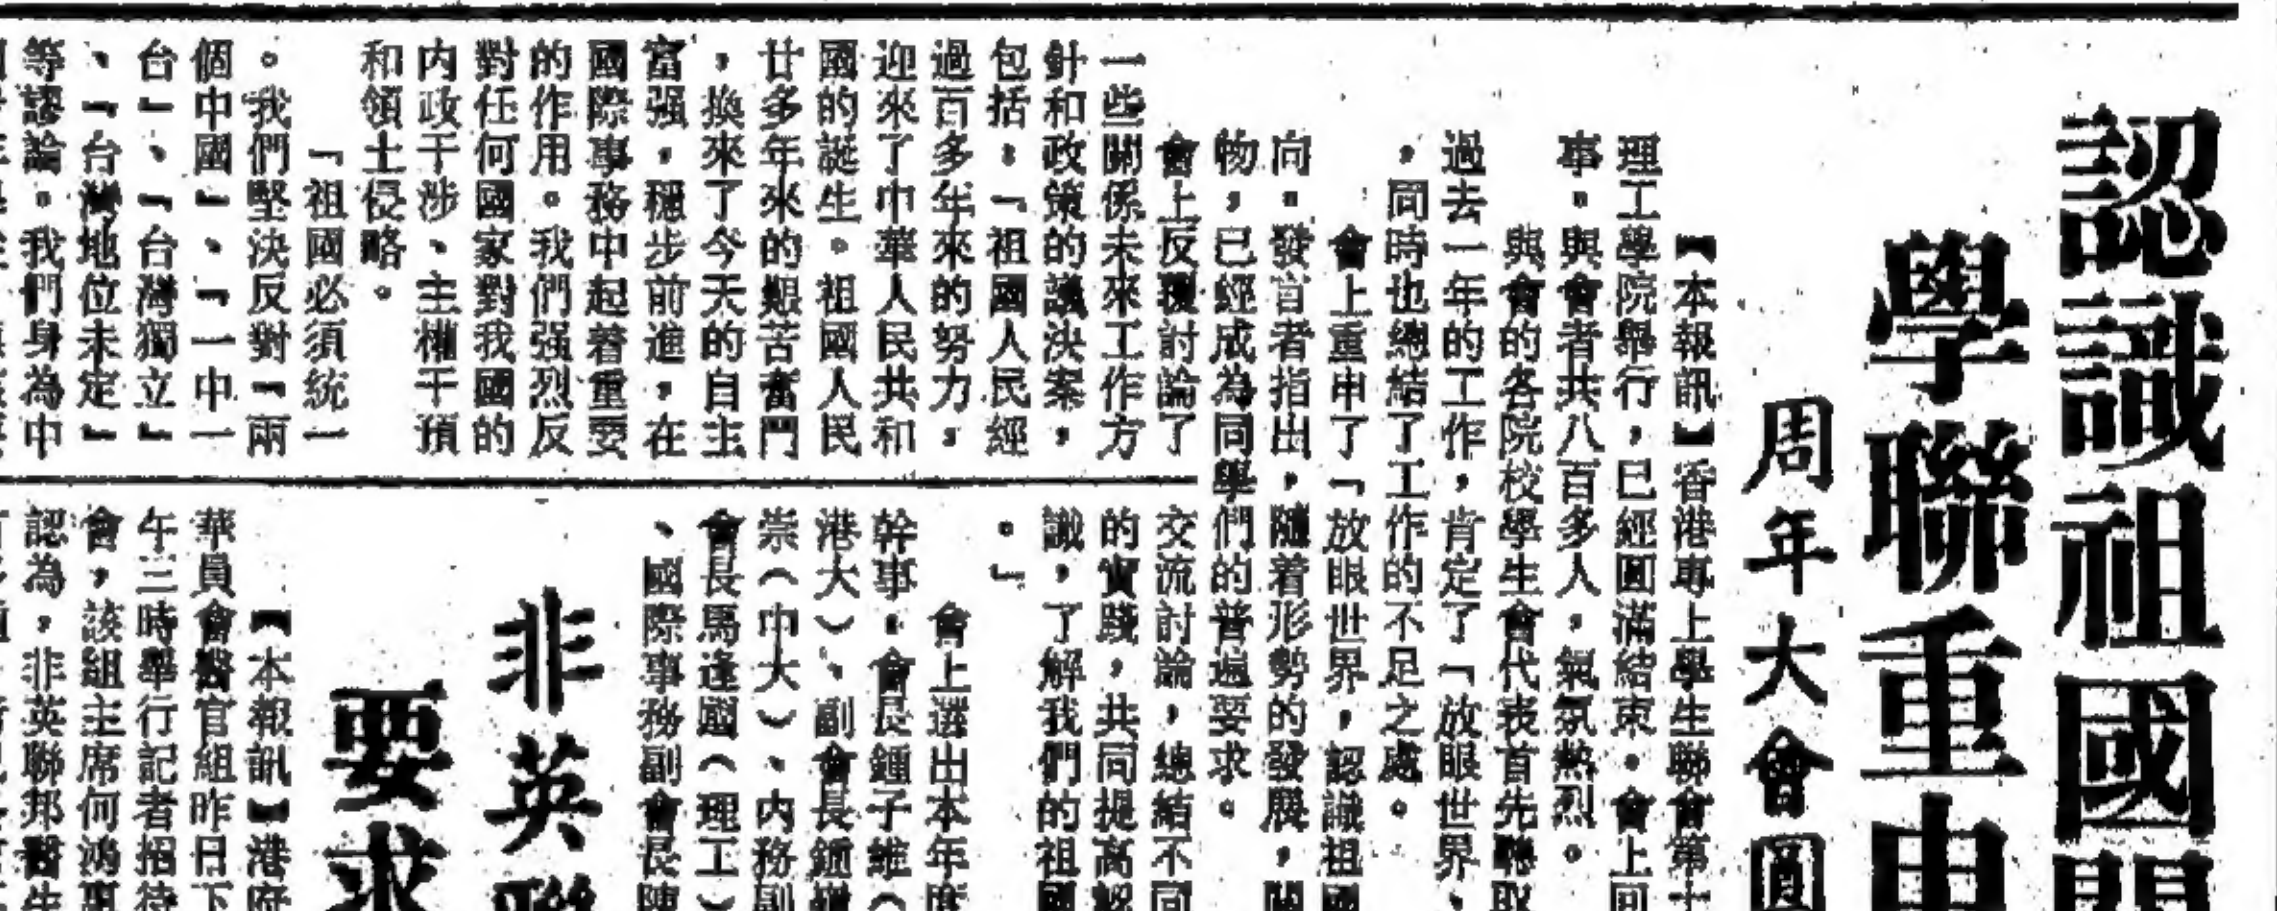 認識祖國
學聯重申
周年大會圓
【本報訊】香港專上學生聯會第十
理工學院舉行，已經圓滿結束。會上回
事。與會者共八百多人，氣氛熱烈。
與會的各院校學生會代表首先聽取
過去一年的工作，肯定了「放眼世界、
，同時也總結了工作的不足之處。
會上重申了「放眼世界，認識祖國
向。發言者指出，隨着形勢的發展，關
物，已經成為同學們的普遍要求。
會上反覆討論了
一些關係未來工作方
針和政策的議決案，
包括：「祖國人民經
過百多年來的努力，
迎來了中華人民共和
國的誕生。祖國人民
廿多年來的艱苦奮鬥
，換來了今天的自主
富强，穩步前進，在
國際事務中起着重要
的作用。我們强烈反
對任何國家對我國的
內政干涉、主權干預
和領土侵略。
「祖國必須統一
。我們堅決反對「兩
個中國」、「一中一
台」、「台灣獨立」
、「台灣地位未定」
等謬論。我們身為中
交流討論，總結不同
的實踐，共同提高認
識，了解我們的祖國
。」
會上選出本年度
幹事。會長鍾子維（
港大）、副會長鍾
崇（中大）、內務副
會長馬逢國（理工）
、國際事務副會長陳
非英聯
要求
【本報訊】港府
華員會醫官組昨日下
午三時舉行記者招待
會，該組主席何鴻
認為，非英聯邦醫生